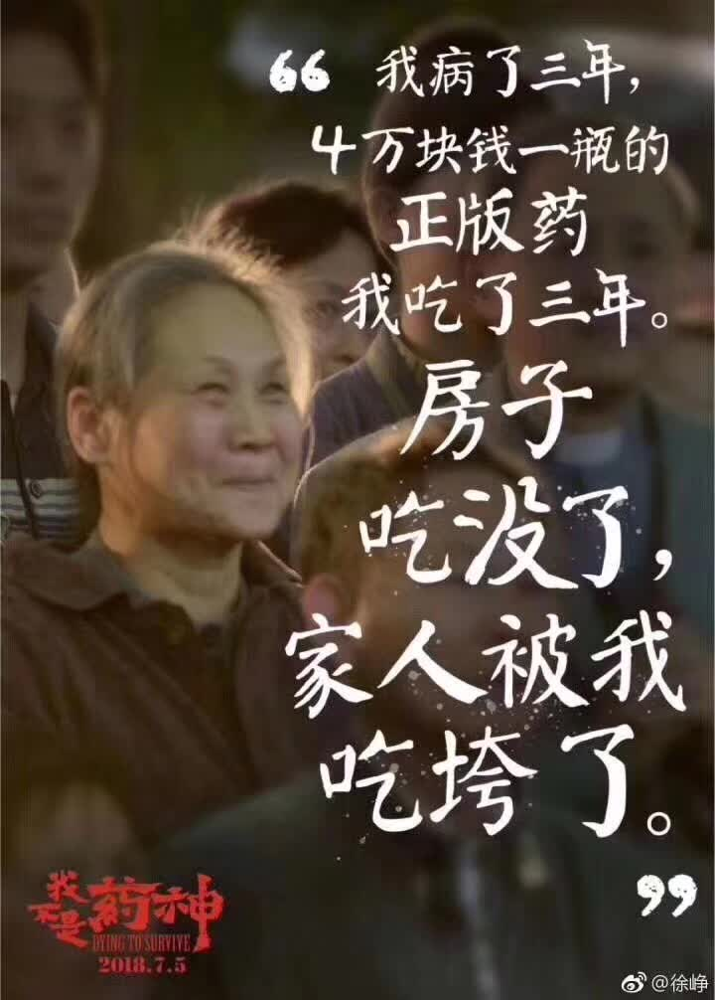 “我病了三年，
4万块钱一瓶的
正版药
我吃了三年。
房子
吃没了，
家人被我
吃垮了。”
我不是药神
DYING TO SURVIVE
2018.7.5
@徐峥